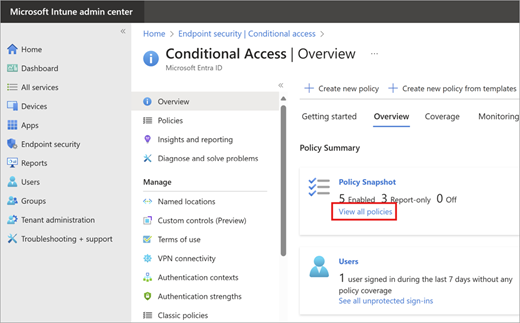 Microsoft Intune admin center
Home
Dashboard
All services
Devices
Apps
Endpoint security
Reports
Users
Groups
Tenant administration
Troubleshooting + support
Home > Endpoint security | Conditional access >
Conditional Access | Overview ...
Microsoft Entra ID
Overview
Policies
Insights and reporting
Diagnose and solve problems
Manage
Named locations
Custom controls (Preview)
Terms of use
VPN connectivity
Authentication contexts
Authentication strengths
Classic policies
+ Create new policy + Create new policy from templates
Getting started Overview Coverage Monitoring
Policy Summary
Policy Snapshot
5 Enabled 3 Report-only 0 Off
View all policies
Users
1 user signed in during the last 7 days without any
policy coverage
See all unprotected sign-ins